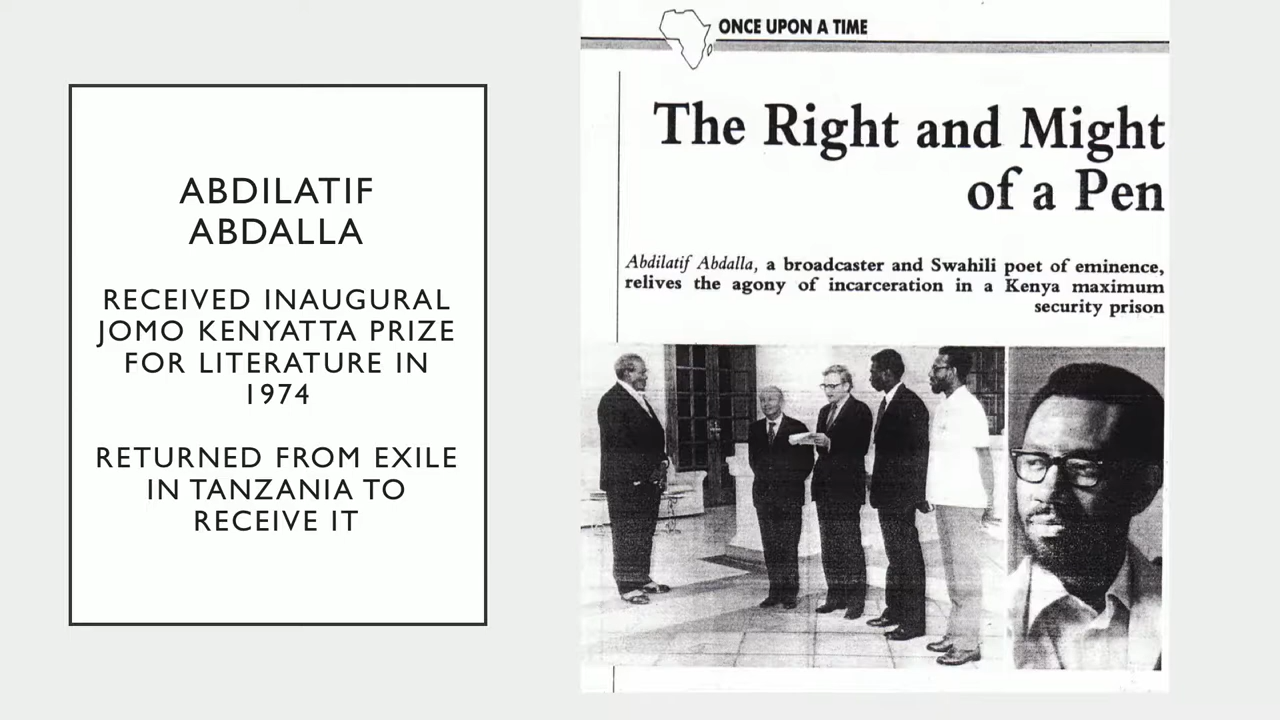 ABDILATIF
ABDALLA
RECEIVED INAUGURAL
JOMO KENYATTA PRIZE
FOR LITERATURE IN
1974
RETURNED FROM EXILE
IN TANZANIA TO
RECEIVE IT
ONCE UPON A TIME
The Right and Might
of a Pen
Abdilatif Abdalla, a broadcaster and Swahili poet of eminence,
relives the agony of incarceration in a Kenya maximum
security prison